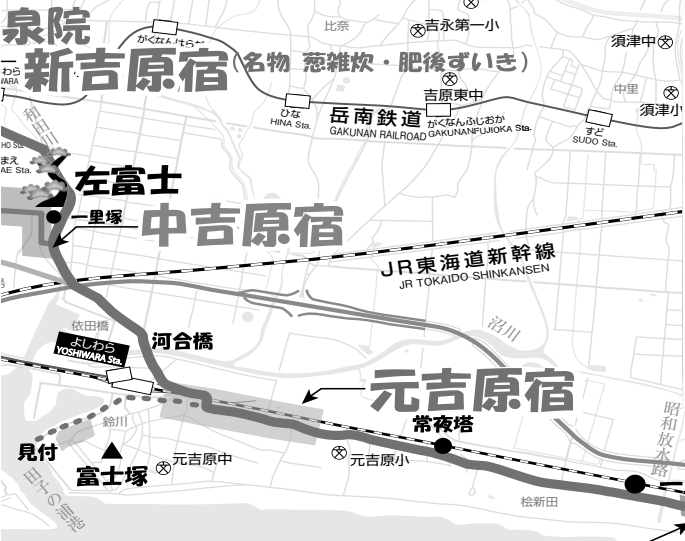 泉院
比奈
吉永第一小
須津中
がくなんはらだ
新吉原宿(名物 葱雑炊・肥後ずいき)
中里
吉原東中
須津小
ひな
HINA Sta.
岳南鉄道
GAKUNAN RAILROAD
がくなんふじおか
GAKUNANFUJIOKA Sta.
すど
SUDO Sta.
和田川
左富士
一里塚
中吉原宿
JR東海道新幹線
JR TOKAIDO SHINKANSEN
依田橋
よしわら
YOSHIWARA Sta.
河合橋
沼川
元吉原宿
常夜塔
昭和放水路
鈴川
見付
富士塚
元吉原中
元吉原小
田子の浦港
桧新田